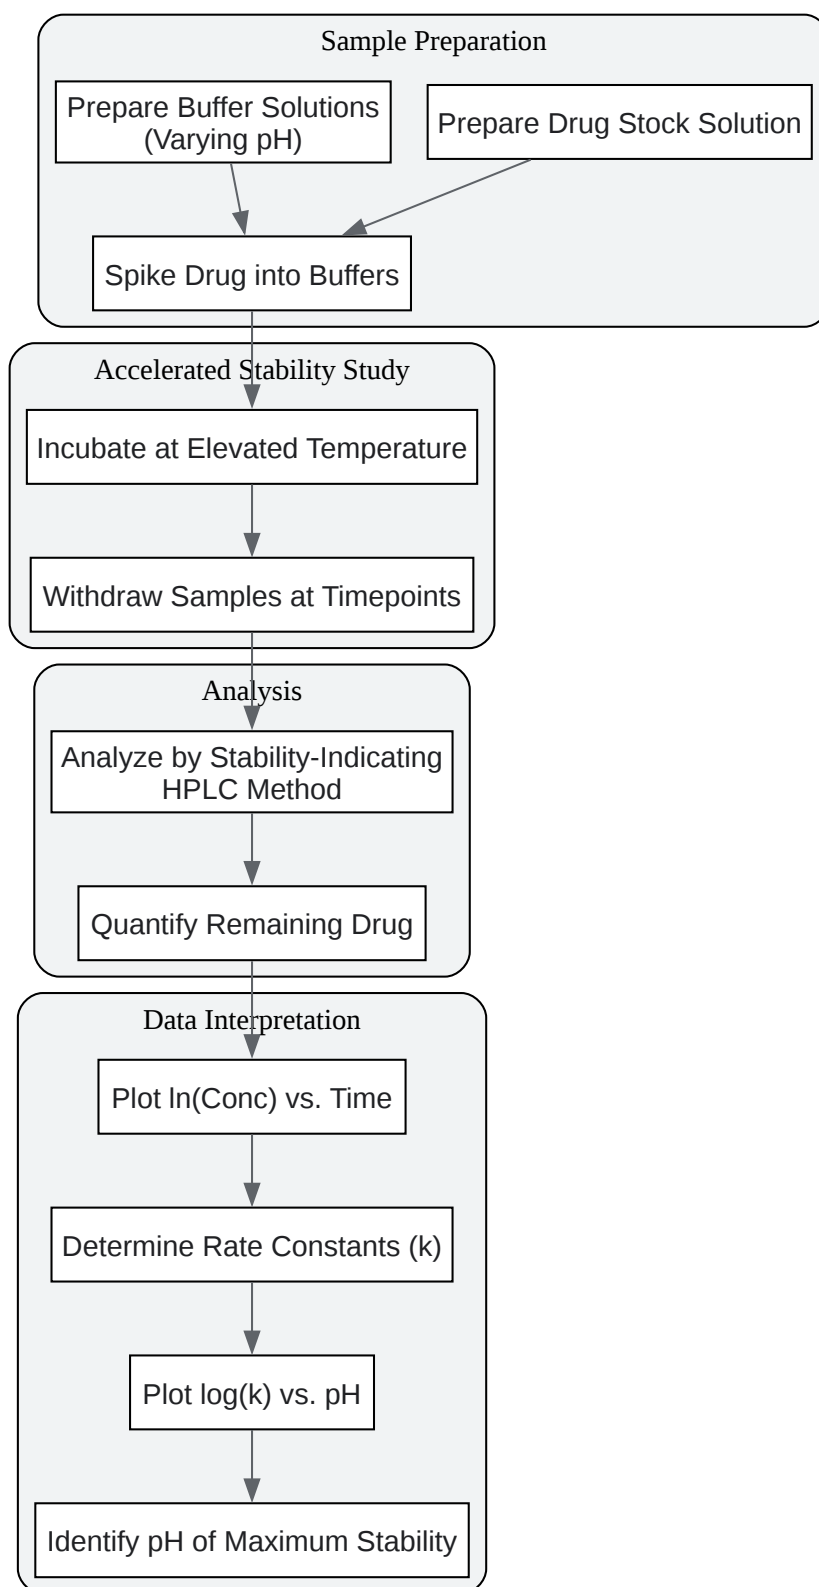 Sample Preparation
Prepare Buffer Solutions
(Varying pH)
Prepare Drug Stock Solution
Spike Drug into Buffers
Accelerated Stability Study
Incubate at Elevated Temperature
Withdraw Samples at Timepoints
Analysis
Analyze by Stability-Indicating
HPLC Method
Quantify Remaining Drug
Data Interpretation
Plot ln(Conc) vs. Time
Determine Rate Constants (k)
Plot log(k) vs. pH
Identify pH of Maximum Stability